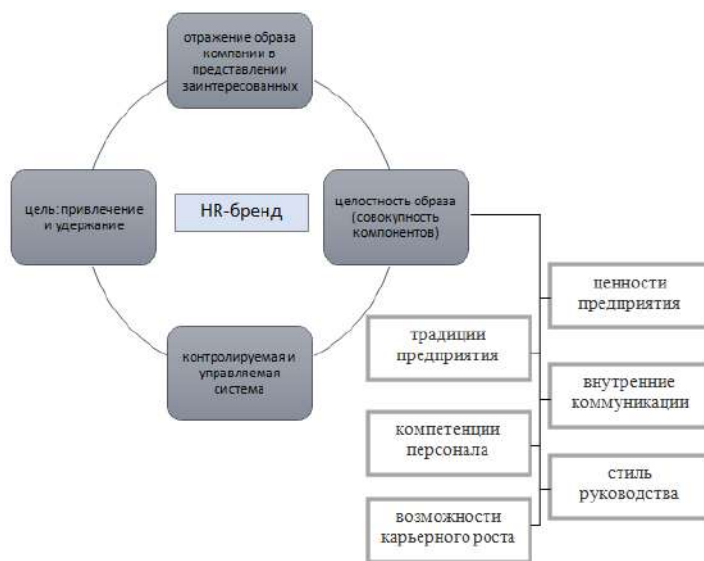 отражение образа
компании в
представлении
заинтересованных
цель: привлечение
и удержание
HR-бренд
целостность образа
(совокупность
компонентов)
контролируемая и
управляемая
система
ценности
предприятия
традиции
предприятия
внутренние
коммуникации
компетенции
персонала
стиль
руководства
возможности
карьерного роста